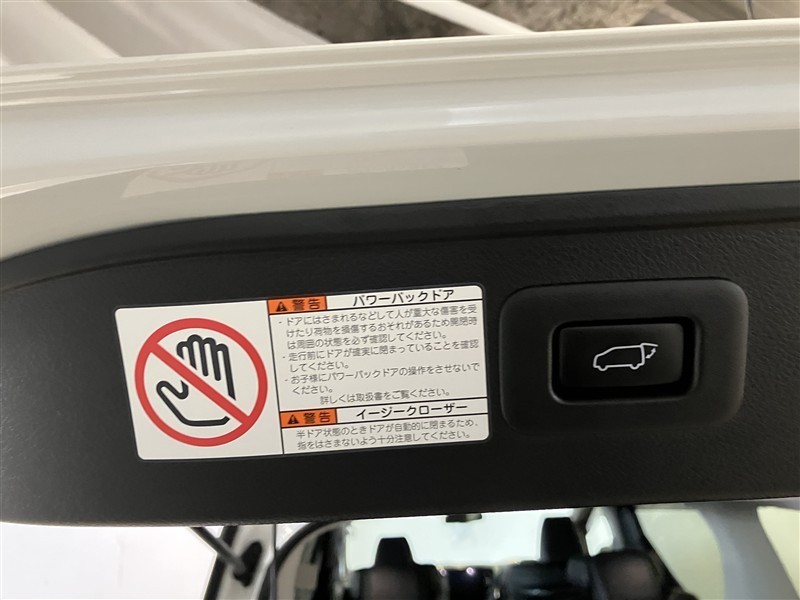 警告 パワーバックドア
・ドアにはさまれるなどして人が重大な傷害を受
けたり荷物を損傷するおそれがあるため開閉時
は周囲の状態を必ず確認してください。
・走行前にドアが確実に閉まっていることを確認
してください。
・お子様にパワーバックドアの操作をさせないで
ください。
詳しくは取扱書をご覧ください。
警告 イージークローザー
半ドア状態のときドアが自動的に閉まるため、
指をはさまないよう十分注意してください。